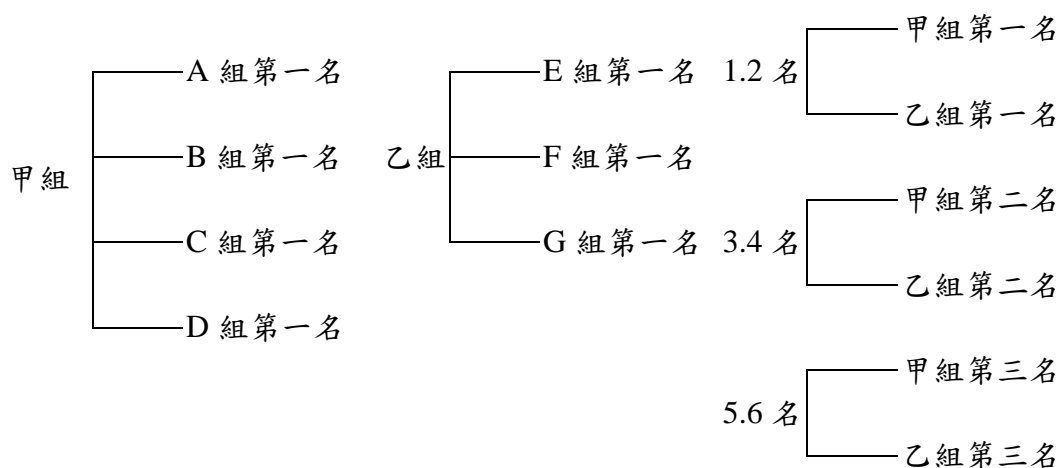 甲組第一名
A 組第一名 E 組第一名 1.2 名
乙組第一名
甲組 B 組第一名 乙組 F 組第一名
甲組第二名
C 組第一名 G 組第一名 3.4 名
乙組第二名
D 組第一名
甲組第三名
5.6 名
乙組第三名